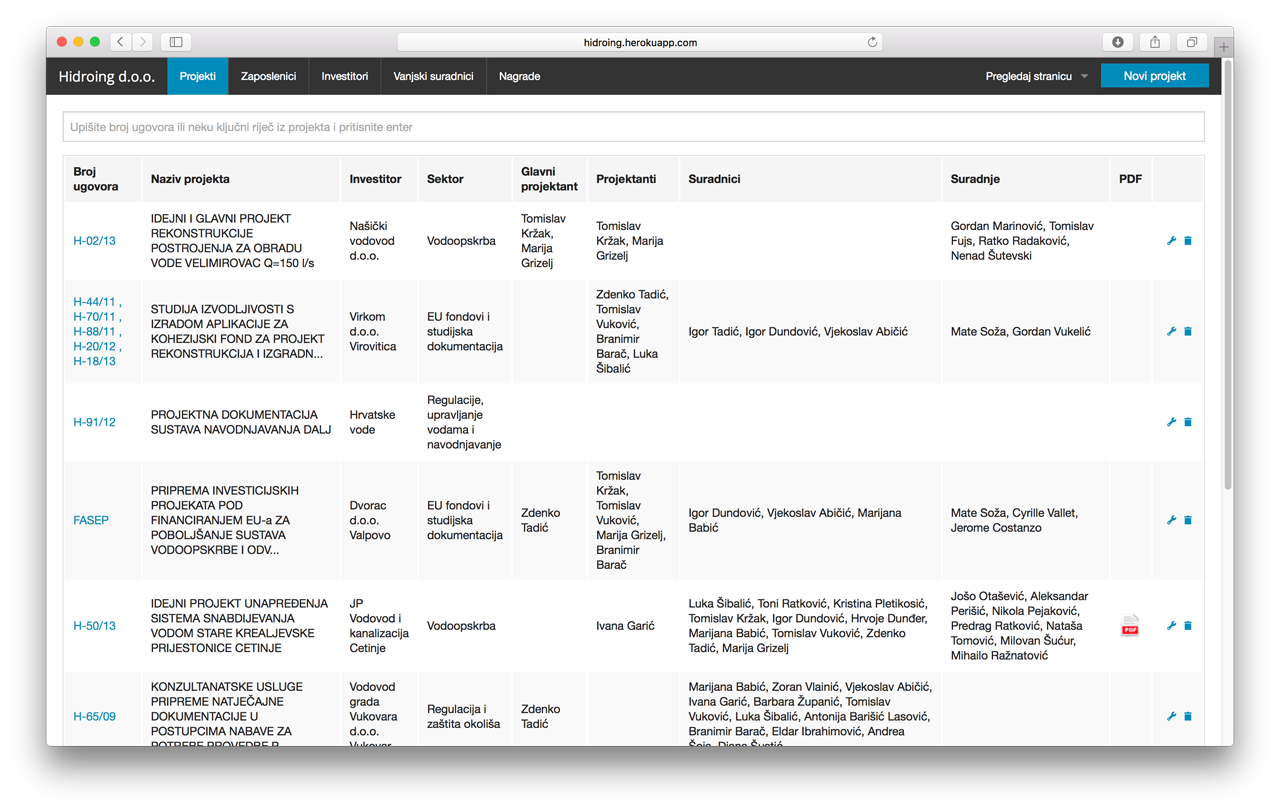 hidroing.herokuapp.com
Hidroing d.o.o.
Projekti
Zaposlenici
Investitori
Vanjski suradnici
Nagrade
Pregledaj stranicu
Novi projekt
Upišite broj ugovora ili neku ključni riječ iz projekta i pritisnite enter
Broj
ugovora
Naziv projekta
Investitor
Sektor
Glavni
projektant
Projektanti
Suradnici
Suradnje
PDF
H-02/13
IDEJNI I GLAVNI PROJEKT
REKONSTRUKCIJE
POSTROJENJA ZA OBRADU
VODE VELIMIROVAC Q=150 l/s
Našički
vodovod
d.o.o.
Vodoopskrba
Tomislav
Kržak,
Marija
Grizelj
Tomislav
Kržak, Marija
Grizelj
Gordan Marinović, Tomislav
Fujs, Ratko Radaković,
Nenad Šutevski
H-44/11 ,
H-70/11 ,
H-88/11 ,
H-20/12 ,
H-18/13
STUDIJA IZVODLJIVOSTI S
IZRADOM APLIKACIJE ZA
KOHEZIJSKI FOND ZA PROJEKT
REKONSTRUKCIJA I IZGRADN...
Virkom
d.o.o.
Virovitica
EU fondovi i
studijska
dokumentacija
Zdenko Tadić,
Tomislav
Vuković,
Branimir
Barač, Luka
Šibalić
Igor Tadić, Igor Dundović, Vjekoslav Abičić
Mate Soža, Gordan Vukelić
H-91/12
PROJEKTNA DOKUMENTACIJA
SUSTAVA NAVODNJAVANJA DALJ
Hrvatske
vode
Regulacije,
upravljanje
vodama i
navodnjavanje
FASEP
PRIPREMA INVESTICIJSKIH
PROJEKATA POD
FINANCIRANJEM EU-a ZA
POBOLJŠANJE SUSTAVA
VODOOPSKRBE I ODV...
Dvorac
d.o.o.
Valpovo
EU fondovi i
studijska
dokumentacija
Zdenko
Tadić
Tomislav
Kržak,
Tomislav
Vuković,
Marija Grizelj,
Branimir
Barač
Igor Dundović, Vjekoslav Abičić, Marijana
Babić
Mate Soža, Cyrille Vallet,
Jerome Costanzo
H-50/13
IDEJNI PROJEKT UNAPREĐENJA
SISTEMA SNABDIJEVANJA
VODOM STARE KREALJEVSKE
PRIJESTONICE CETINJE
JP
Vodovod i
kanalizacija
Cetinje
Vodoopskrba
Ivana Garić
Luka Šibalić, Toni Ratković, Kristina Pletikosić,
Tomislav Kržak, Igor Dundović, Hrvoje Dunđer,
Marijana Babić, Tomislav Vuković, Zdenko
Tadić, Marija Grizelj
Jošo Otašević, Aleksandar
Perišić, Nikola Pejaković,
Predrag Ratković, Nataša
Tomović, Milovan Šućur,
Mihailo Ražnatović
PDF
H-65/09
KONZULTANATSKE USLUGE
PRIPREME NATJEČAJNE
DOKUMENTACIJE U
POSTUPCIMA NABAVE ZA
POTREBE PROVEDBE P
Vodovod
grada
Vukovara
d.o.o.
Vukovar
Regulacija i
zaštita okoliša
Zdenko
Tadić
Marijana Babić, Zoran Vlainić, Vjekoslav Abičić,
Ivana Garić, Barbara Županić, Tomislav
Vuković, Luka Šibalić, Antonija Barišić Lasović,
Branimir Barač, Eldar Ibrahimović, Andrea